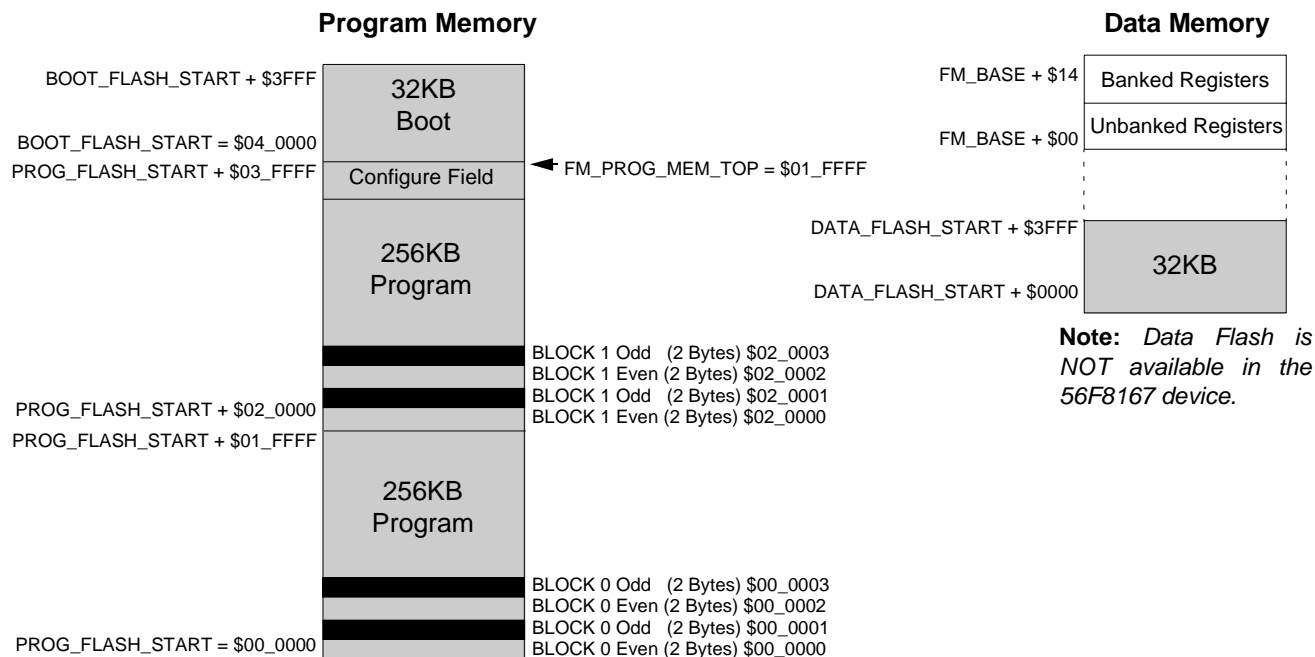 Program Memory
BOOT_FLASH_START + $3FFF
32KB
Boot
BOOT_FLASH_START = $04_0000
PROG_FLASH_START + $03_FFFF
Configure Field
FM_PROG_MEM_TOP = $01_FFFF
256KB
Program
BLOCK 1 Odd (2 Bytes) $02_0003
BLOCK 1 Even (2 Bytes) $02_0002
BLOCK 1 Odd (2 Bytes) $02_0001
PROG_FLASH_START + $02_0000
BLOCK 1 Even (2 Bytes) $02_0000
PROG_FLASH_START + $01_FFFF
256KB
Program
BLOCK 0 Odd (2 Bytes) $00_0003
BLOCK 0 Even (2 Bytes) $00_0002
BLOCK 0 Odd (2 Bytes) $00_0001
PROG_FLASH_START = $00_0000
BLOCK 0 Even (2 Bytes) $00_0000
Data Memory
FM_BASE + $14
Banked Registers
Unbanked Registers
FM_BASE + $00
DATA_FLASH_START + $3FFF
32KB
DATA_FLASH_START + $0000
Note: Data Flash is
NOT available in the
56F8167 device.